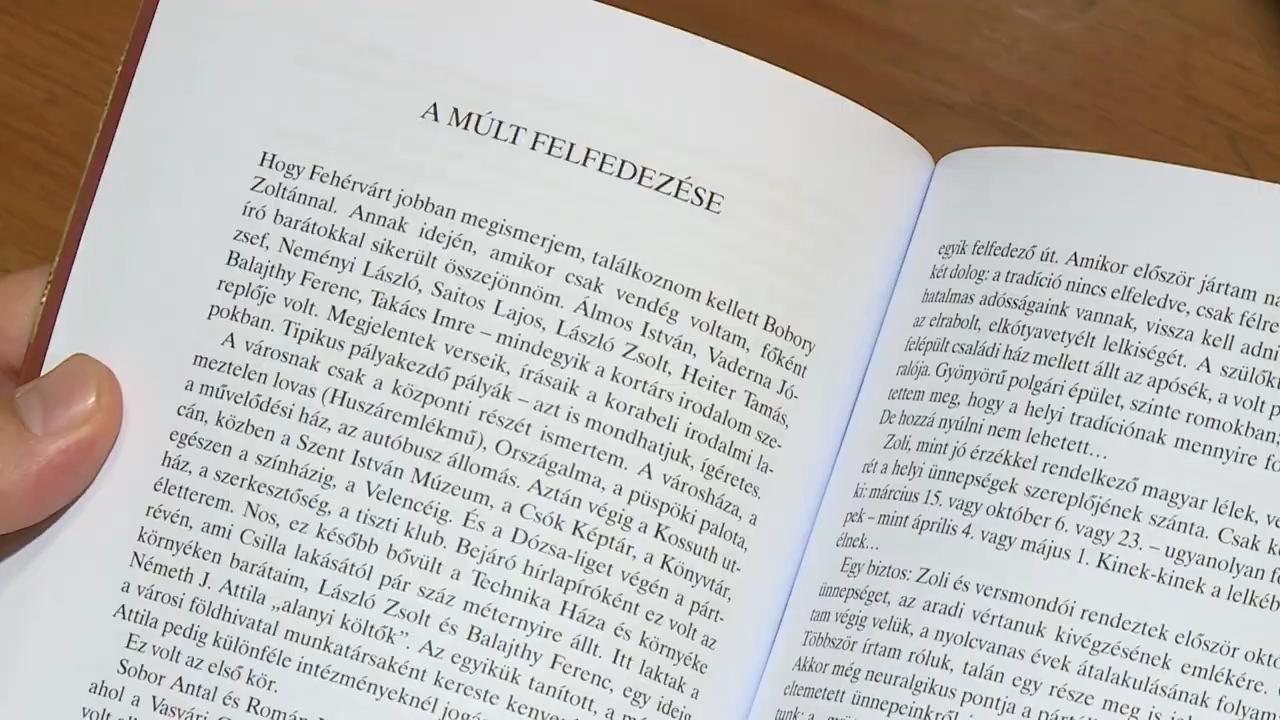 A MÚLT FELFEDEZÉSE
Hogy Fehérvárt jobban megismerjem, találkoznom kellett Bobory
Zoltánnal. Annak idején, amikor csak vendég voltam, főként
író barátokkal sikerült összejönnöm. Álmos István, Vaderna Jó-
zsef, Neményi László, Saitos Lajos, László Zsolt, Heiter Tamás,
Balajthy Ferenc, Takács Imre – mindegyik a kortárs irodalom sze-
replője volt. Megjelentek verseik, írásaik a korabeli irodalmi la-
pokban. Tipikus pályakezdő pályák – azt is mondhatjuk, ígéretes.
A városnak csak a központi részét ismertem. A városháza, a
meztelen lovas (Huszáremlékmű), Országalma, a püspöki palota,
a művelődési ház, az autóbusz állomás. Aztán végig a Kossuth ut-
cán, közben a Szent István Múzeum, a Csók Képtár, a Könyvtár,
egészen a színházig, a Velencéig. És a Dózsa-liget végén a párt-
ház, a szerkesztőség, a tiszti klub. Bejáró hírlapíróként ez volt az
életterem. Nos, ez később bővült a Technika Háza és környéke
révén, ami Csilla lakásától pár száz méternyire állt. Itt laktak a
környéken barátaim, László Zsolt és Balajthy Ferenc, egy ideig
Németh J. Attila „alanyi költők”. Az egyikük tanított, a
a városi földhivatal munkatársaként kereste
Attila pedig különféle intézményeknél
Ez volt az első kör.
Sobor Antal és Román
ahol a Vasvári
egyik felfedező út. Amikor először jártam
két dolog: a tradíció nincs elfeledve, csak
hatalmas adósságaink vannak, vissza kell adni
az elrabolt, elkótyavetyélt lelkiségét. A
felépült családi ház mellett állt az apósék, a volt
ralója. Gyönyörű polgári épület, szinte romokban
tettem meg, hogy a helyi tradíciónak mennyire
De hozzá nyúlni nem lehetett…
Zoli, mint jó érzékkel rendelkező magyar lélek,
rét a helyi ünnepségek szereplőjének szánta. Csak
ki: március 15. vagy október 6. vagy 23. – ugyanolyan
pek – mint április 4. vagy május 1. Kinek-kinek a
élnek…
Egy biztos: Zoli és versmondói rendeztek először
ünnepséget, az aradi vértanuk kivégzésének emlékére.
tam végig velük, a nyolcvanas évek átalakulásának
Többször írtam róluk, talán egy része meg is
Akkor még neuralgikus pontja a
eltemetett ünnepeinkről